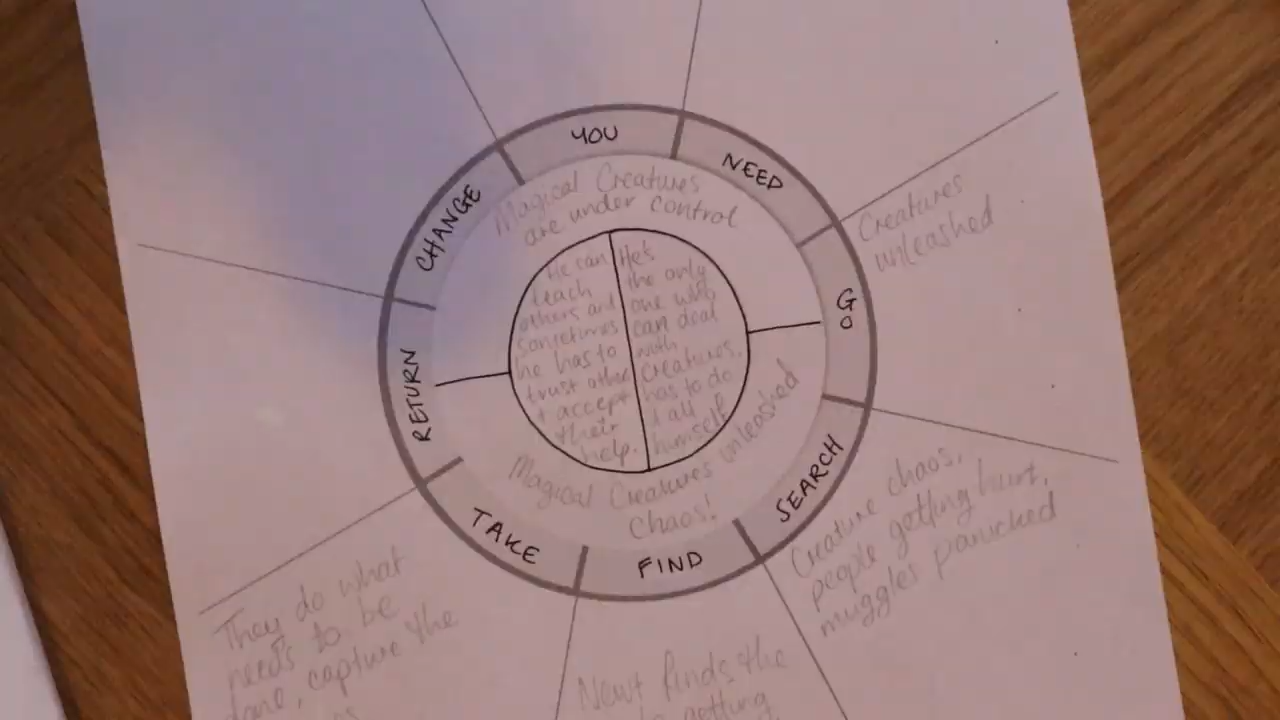 YOU
NEED
GO
SEARCH
FIND
TAKE
RETURN
CHANGE
Magical Creatures
are under control
He can
teach
others and
sometimes
he has to
trust other
+ accept
their
help.
He's
the only
one who
can deal
with
creatures.
has to do
it all
himself
Magical Creatures unleashed
Chaos!
Creatures
unleashed
Creature chaos,
people getting hurt,
muggles panicked
Newt finds the
getting
They do what
needs to be
done, capture the